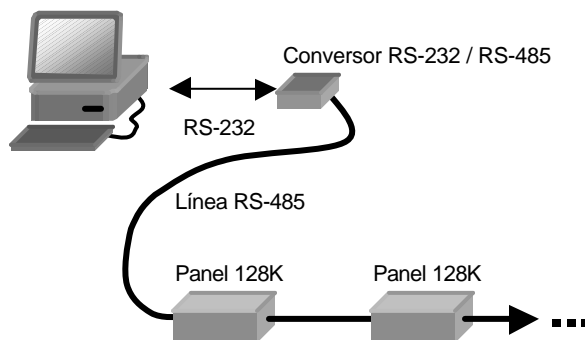 Conversor RS-232 / RS-485
RS-232
Línea RS-485
Panel 128K
Panel 128K